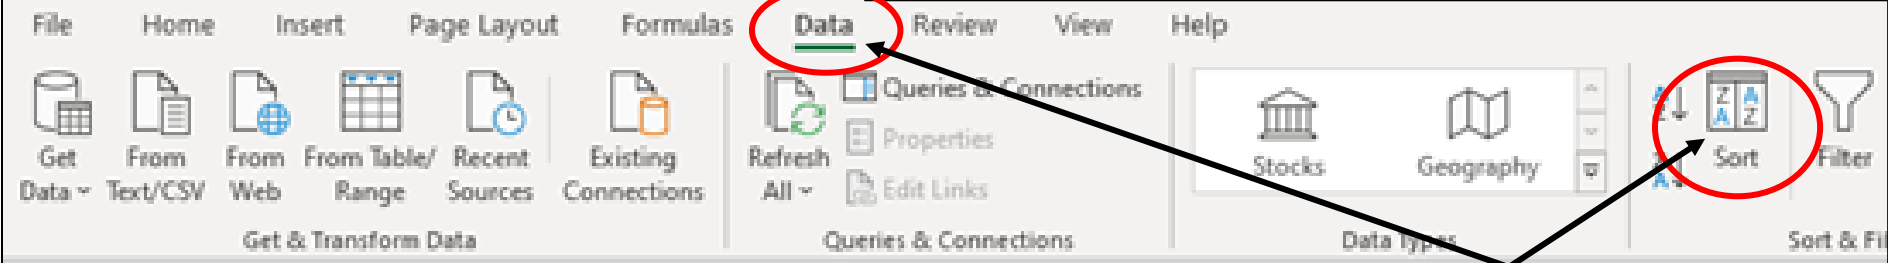 File Home Insert Page Layout Formulas Data Review View Help
Get Data
From Text/CSV
From Web
From Table/ Range
Recent Sources
Existing Connections
Refresh All
Queries & Connections
Properties
Edit Links
Stocks
Geography
Z A
A Z
Sort
Filter
Get & Transform Data
Queries & Connections
Data Types
Sort & Fi